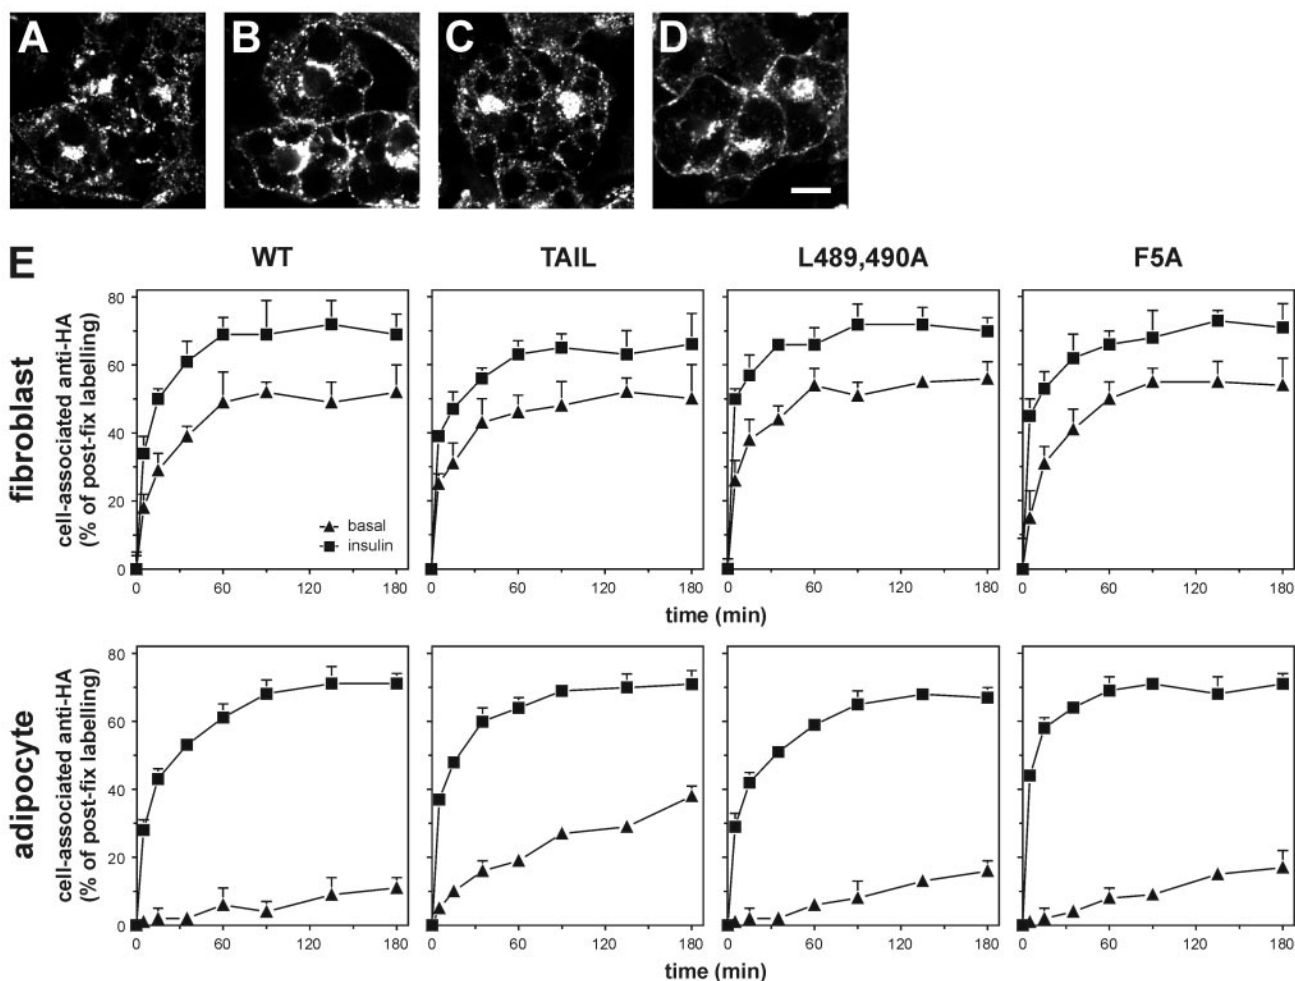 A B C D
E
WT TAIL L489,490A F5A
fibroblast
cell-associated anti-HA
(% of post-fix labelling)
80
60
40
20
0
basal
insulin
0 60 120 180 0 60 120 180 0 60 120 180 0 60 120 180
time (min)
adipocyte
cell-associated anti-HA
(% of post-fix labelling)
80
60
40
20
0
0 60 120 180 0 60 120 180 0 60 120 180 0 60 120 180
time (min)